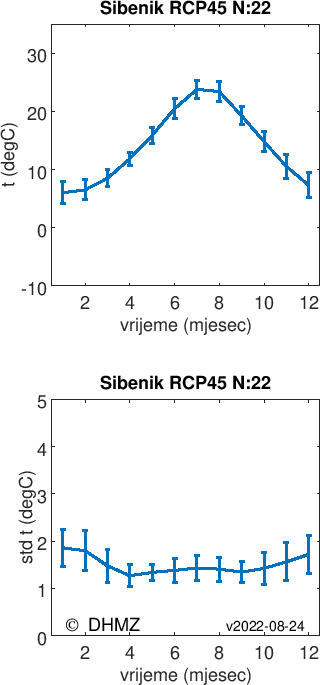 Sibenik RCP45 N:22
30
20
10
0
-10
t (degC)
2 4 6 8 10 12
vrijeme (mjesec)
Sibenik RCP45 N:22
5
4
3
2
1
0
std t (degC)
© DHMZ v2022-08-24
2 4 6 8 10 12
vrijeme (mjesec)